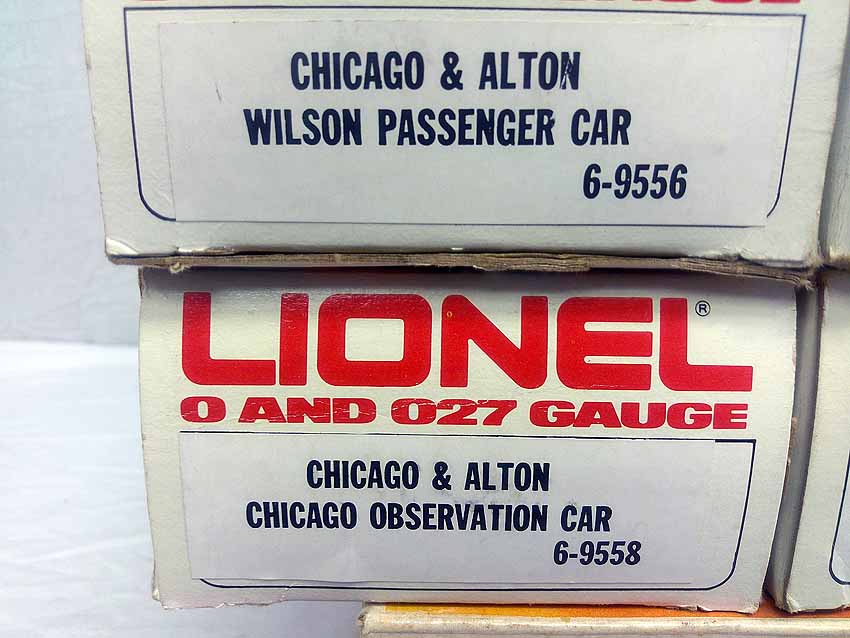 CHICAGO & ALTON
WILSON PASSENGER CAR
6-9556
LIONEL®
O AND O27 GAUGE
CHICAGO & ALTON
CHICAGO OBSERVATION CAR
6-9558